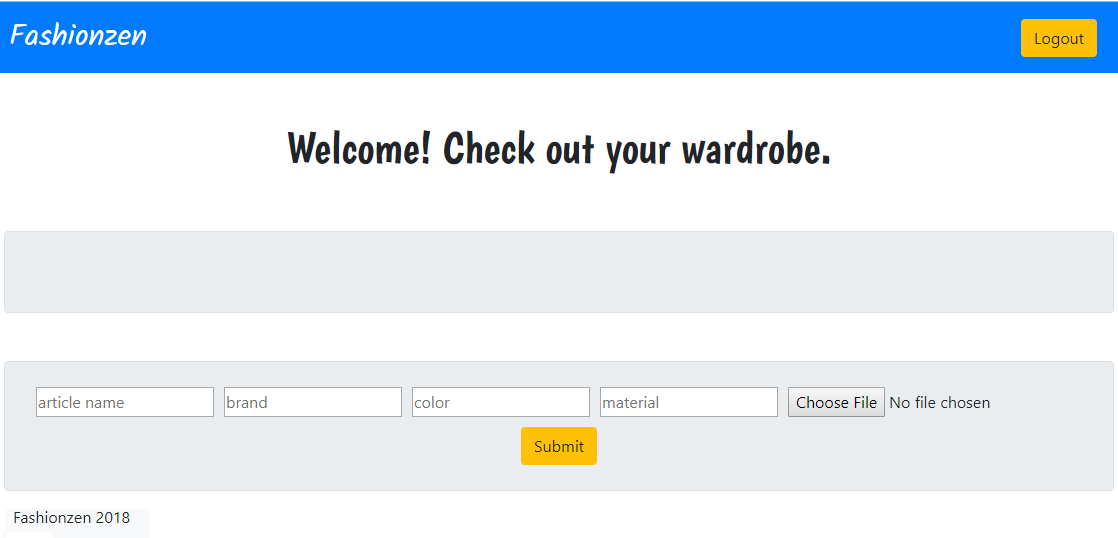 Fashionzen
Logout
Welcome! Check out your wardrobe.
article name brand color material Choose File No file chosen
Submit
Fashionzen 2018